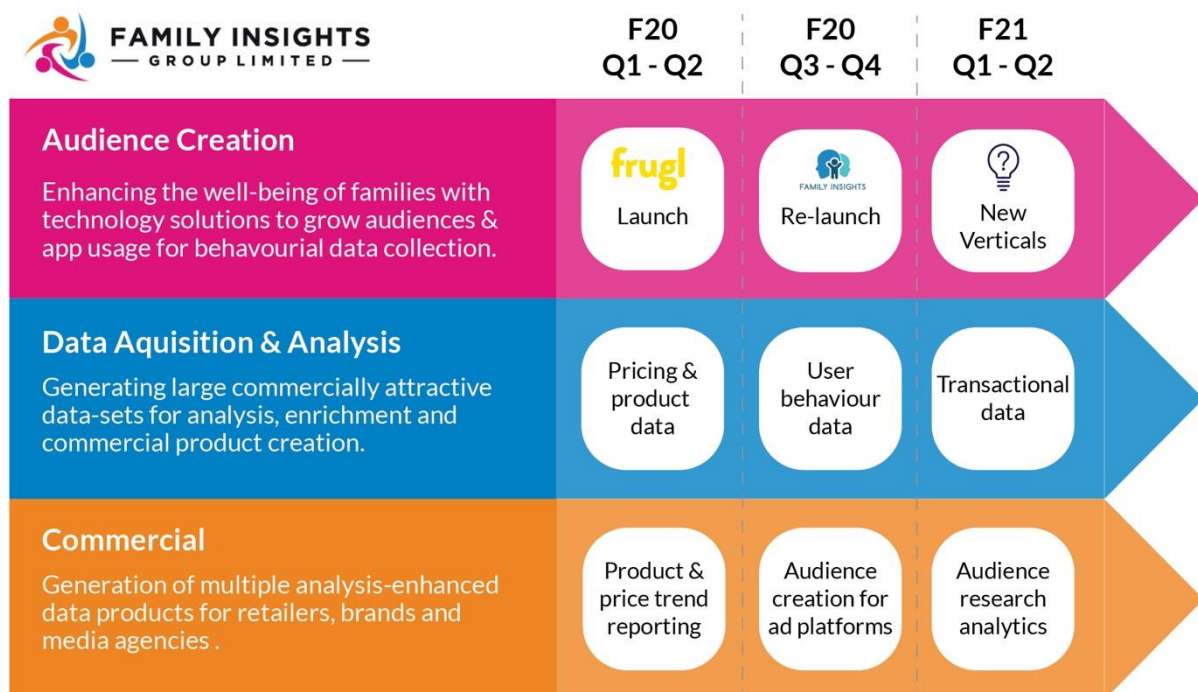 FAMILY INSIGHTS
GROUP LIMITED
F20
Q1 - Q2
F20
Q3 - Q4
F21
Q1 - Q2
Audience Creation
Enhancing the well-being of families with
technology solutions to grow audiences &
app usage for behavourial data collection.
frugl
Launch
FAMILY INSIGHTS
Re-launch
?
New
Verticals
Data Aquisition & Analysis
Generating large commercially attractive
data-sets for analysis, enrichment and
commercial product creation.
Pricing &
product
data
User
behaviour
data
Transactional
data
Commercial
Generation of multiple analysis-enhanced
data products for retailers, brands and
media agencies .
Product &
price trend
reporting
Audience
creation for
ad platforms
Audience
research
analytics